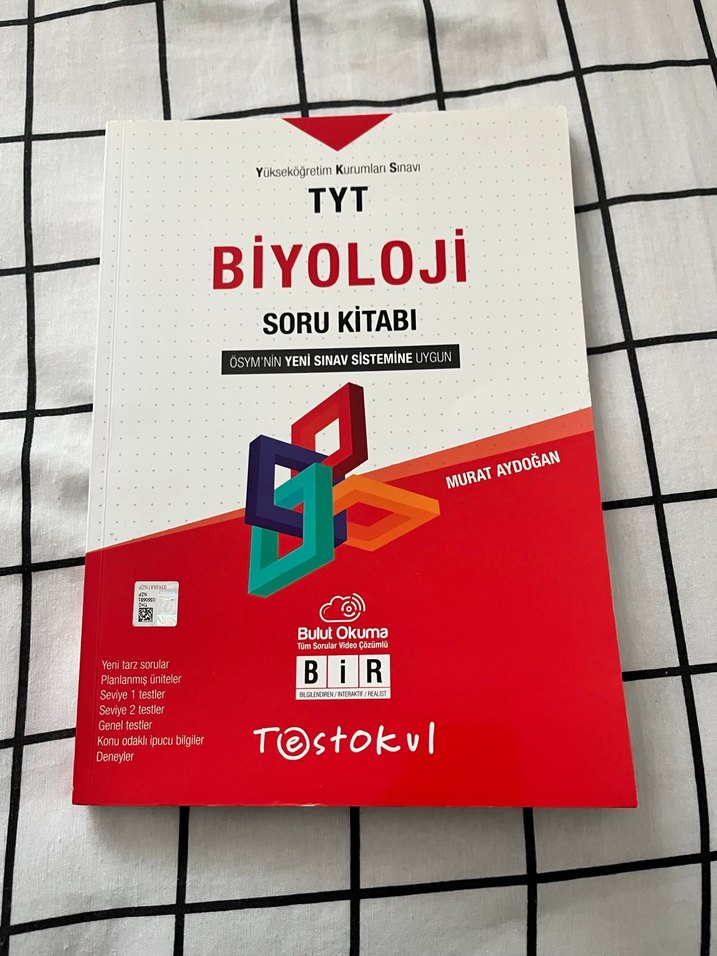 Yükseköğretim Kurumları Sınavı
TYT
BİYOLOJİ
SORU KİTABI
ÖSYM'NİN YENİ SINAV SİSTEMİNE UYGUN
MURAT AYDOĞAN
Bulut Okuma
Tüm Sorular Video Çözümlü
BİR
BİLGİLENDİREN / İNTERAKTİF / REALİST
Yeni tarz sorular
Planlanmış üniteler
Seviye 1 testler
Seviye 2 testler
Genel testler
Konu odaklı ipucu bilgiler
Deneyler
Testokul